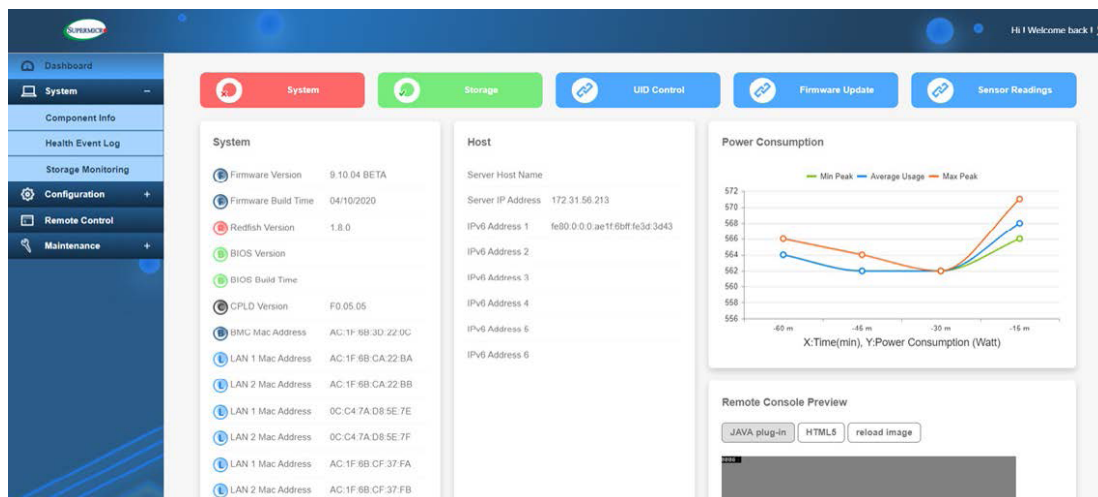 SUPERMICR
Hi ! Welcome back !
Dashboard
System −
Component Info
Health Event Log
Storage Monitoring
Configuration +
Remote Control
Maintenance +
System
Storage
UID Control
Firmware Update
Sensor Readings
System
Firmware Version 9.10.04 BETA
Firmware Build Time 04/10/2020
Redfish Version 1.8.0
BIOS Version
BIOS Build Time
CPLD Version F0.05.05
BMC Mac Address AC:1F:6B:3D:22:0C
LAN 1 Mac Address AC:1F:6B:CA:22:BA
LAN 2 Mac Address AC:1F:6B:CA:22:BB
LAN 1 Mac Address 0C:C4:7A:D8:5E:7E
LAN 2 Mac Address 0C:C4:7A:D8:5E:7F
LAN 1 Mac Address AC:1F:6B:CF:37:FA
LAN 2 Mac Address AC:1F:6B:CF:37:FB
Host
Server Host Name
Server IP Address 172.31.56.213
IPv6 Address 1 fe80:0:0:0:ae1f:6bff:fe3d:3d43
IPv6 Address 2
IPv6 Address 3
IPv6 Address 4
IPv6 Address 5
IPv6 Address 6
Power Consumption
Min Peak Average Usage Max Peak
572
570
568
566
564
562
560
558
556
-60 m -45 m -30 m -15 m
X:Time(min), Y:Power Consumption (Watt)
Remote Console Preview
JAVA plug-in HTML5 reload image